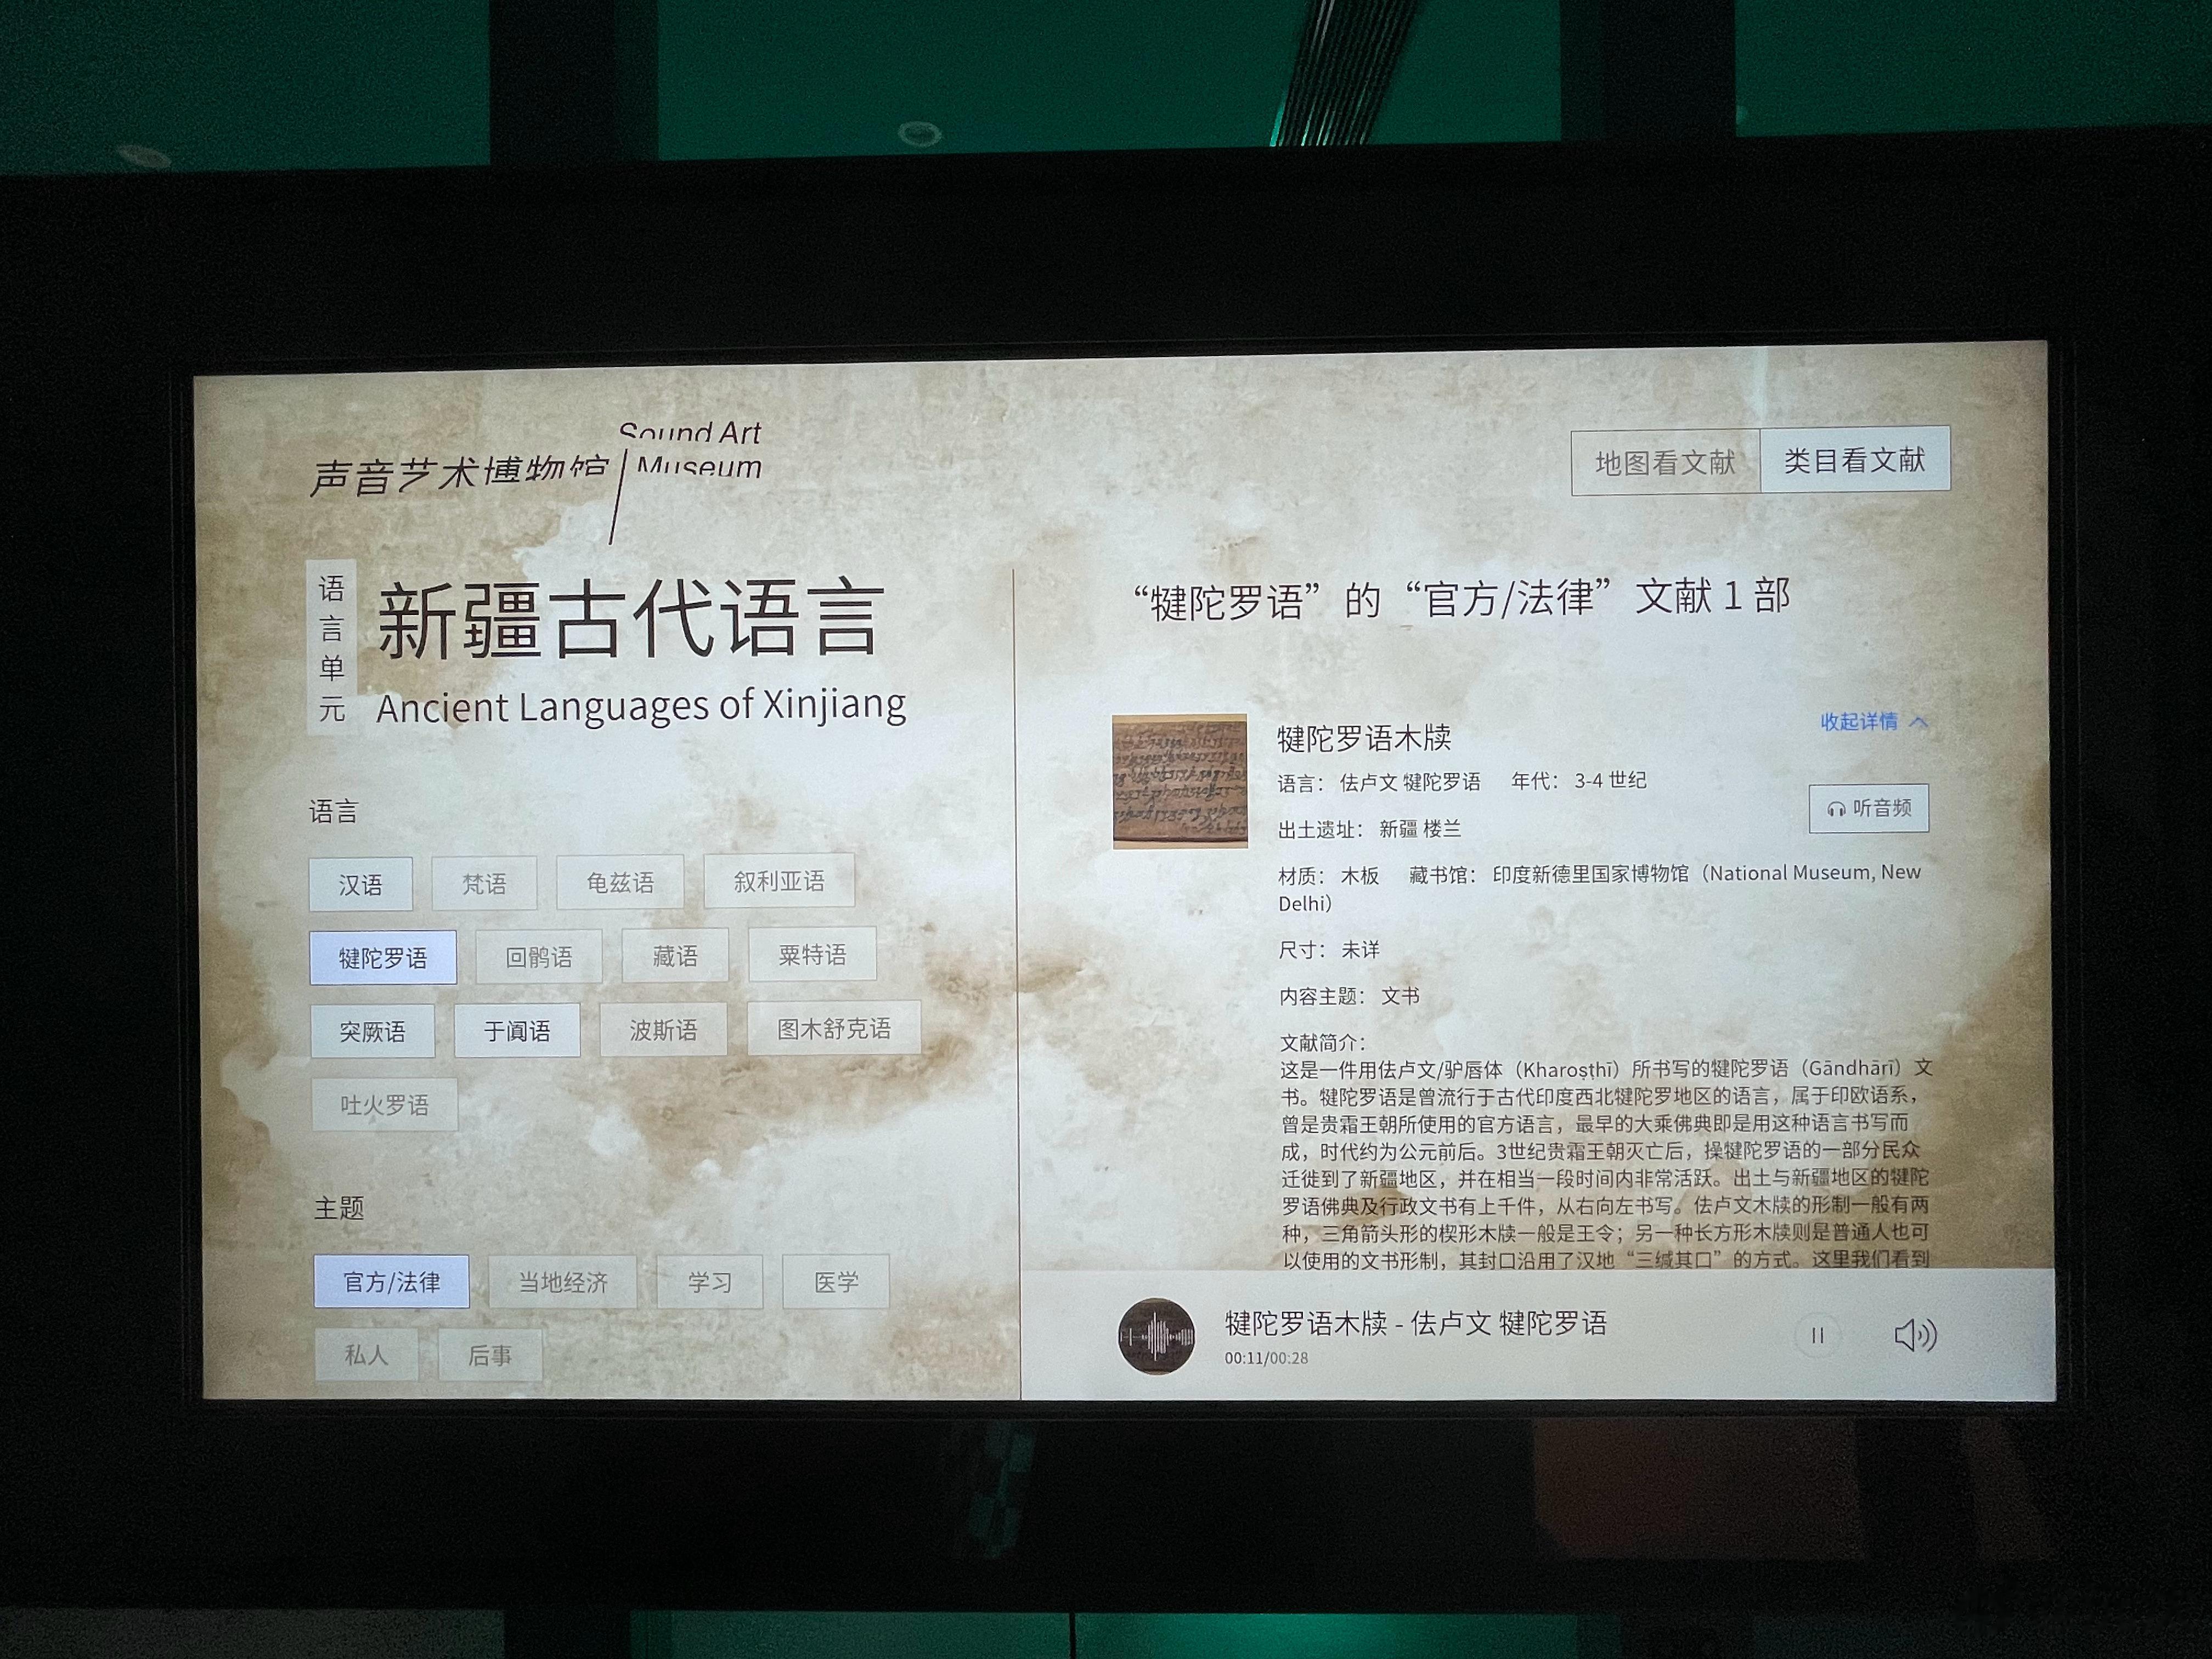 声音艺术博物馆
Sound Art
Museum
地图看文献
类目看文献
语言单元
新疆古代语言
Ancient Languages of Xinjiang
语言
汉语 梵语 龟兹语 叙利亚语
犍陀罗语 回鹘语 藏语 粟特语
突厥语 于阗语 波斯语 图木舒克语
吐火罗语
主题
官方/法律 当地经济 学习 医学
私人 后事
“犍陀罗语”的“官方/法律”文献 1 部
犍陀罗语木牍
收起详情
语言: 佉卢文 犍陀罗语 年代: 3-4 世纪
听音频
出土遗址: 新疆 楼兰
材质: 木板 藏书馆: 印度新德里国家博物馆（National Museum, New
Delhi）
尺寸: 未详
内容主题: 文书
文献简介:
这是一件用佉卢文/驴唇体（Kharoṣṭhī）所书写的犍陀罗语（Gāndhārī）文
书。犍陀罗语是曾流行于古代印度西北犍陀罗地区的语言，属于印欧语系，
曾是贵霜王朝所使用的官方语言，最早的大乘佛典即是用这种语言书写而
成，时代约为公元前后。3世纪贵霜王朝灭亡后，操犍陀罗语的一部分民众
迁徙到了新疆地区，并在相当一段时间内非常活跃。出土与新疆地区的犍陀
罗语佛典及行政文书有上千件，从右向左书写。佉卢文木牍的形制一般有两
种，三角箭头形的楔形木牍一般是王令；另一种长方形木牍则是普通人也可
以使用的文书形制，其封口沿用了汉地“三缄其口”的方式。这里我们看到
犍陀罗语木牍 - 佉卢文 犍陀罗语
00:11/00:28